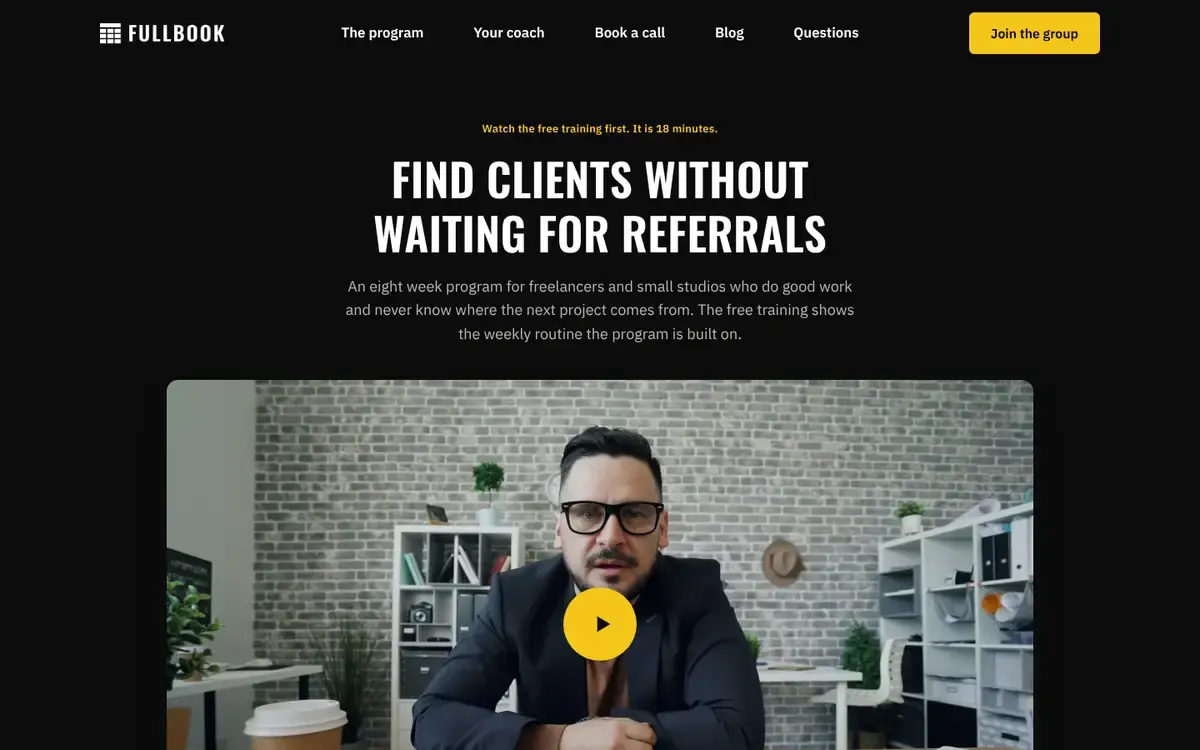 FULLBOOK
The program
Your coach
Book a call
Blog
Questions
Join the group
Watch the free training first. It is 18 minutes.
FIND CLIENTS WITHOUT
WAITING FOR REFERRALS
An eight week program for freelancers and small studios who do good work
and never know where the next project comes from. The free training shows
the weekly routine the program is built on.